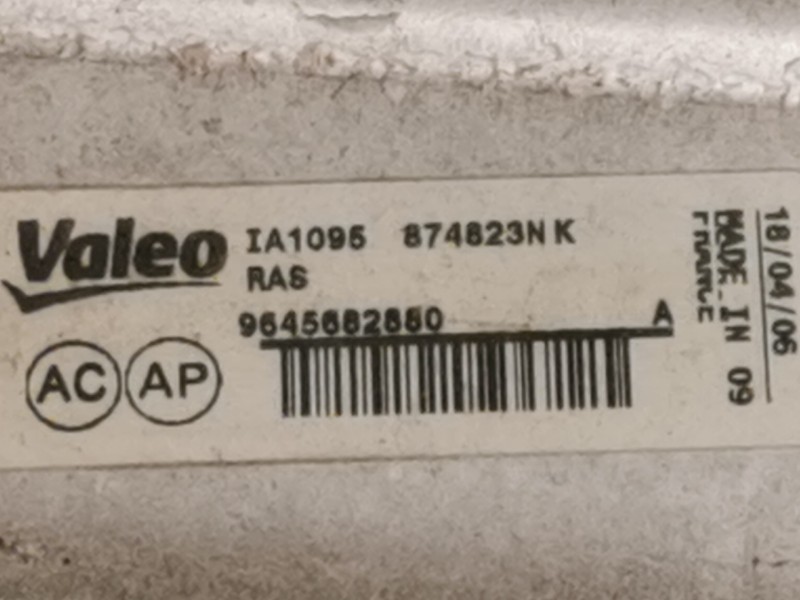 Valeo
IA1095 874823N K
RAS
9645682880 A
AC AP
MADE IN 09
FRANCE
18/04/06